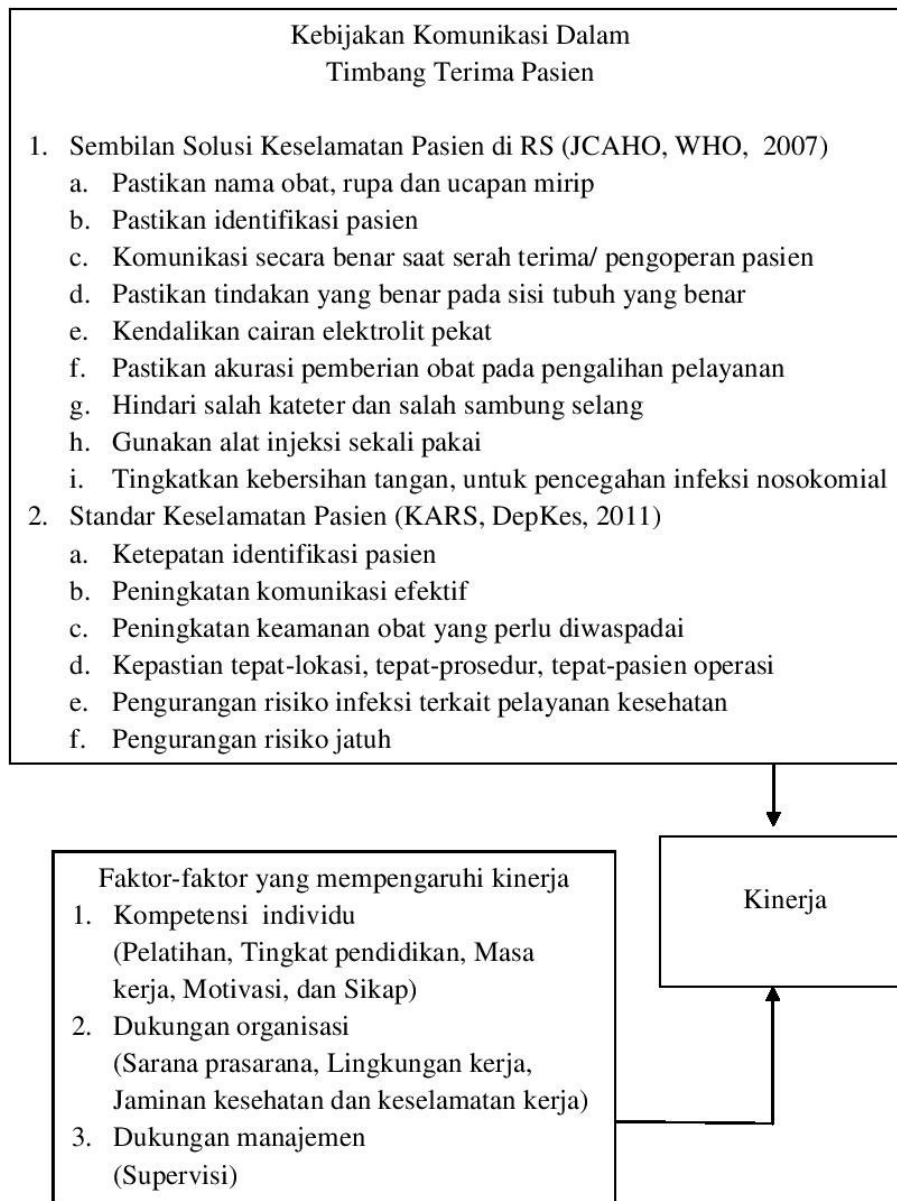 Kebijakan Komunikasi Dalam
Timbang Terima Pasien
1. Sembilan Solusi Keselamatan Pasien di RS (JCAHO, WHO, 2007)
a. Pastikan nama obat, rupa dan ucapan mirip
b. Pastikan identifikasi pasien
c. Komunikasi secara benar saat serah terima/ pengoperan pasien
d. Pastikan tindakan yang benar pada sisi tubuh yang benar
e. Kendalikan cairan elektrolit pekat
f. Pastikan akurasi pemberian obat pada pengalihan pelayanan
g. Hindari salah kateter dan salah sambung selang
h. Gunakan alat injeksi sekali pakai
i. Tingkatkan kebersihan tangan, untuk pencegahan infeksi nosokomial
2. Standar Keselamatan Pasien (KARS, DepKes, 2011)
a. Ketepatan identifikasi pasien
b. Peningkatan komunikasi efektif
c. Peningkatan keamanan obat yang perlu diwaspadai
d. Kepastian tepat-lokasi, tepat-prosedur, tepat-pasien operasi
e. Pengurangan risiko infeksi terkait pelayanan kesehatan
f. Pengurangan risiko jatuh
Faktor-faktor yang mempengaruhi kinerja
1. Kompetensi individu
(Pelatihan, Tingkat pendidikan, Masa
kerja, Motivasi, dan Sikap)
2. Dukungan organisasi
(Sarana prasarana, Lingkungan kerja,
Jaminan kesehatan dan keselamatan kerja)
3. Dukungan manajemen
(Supervisi)
Kinerja